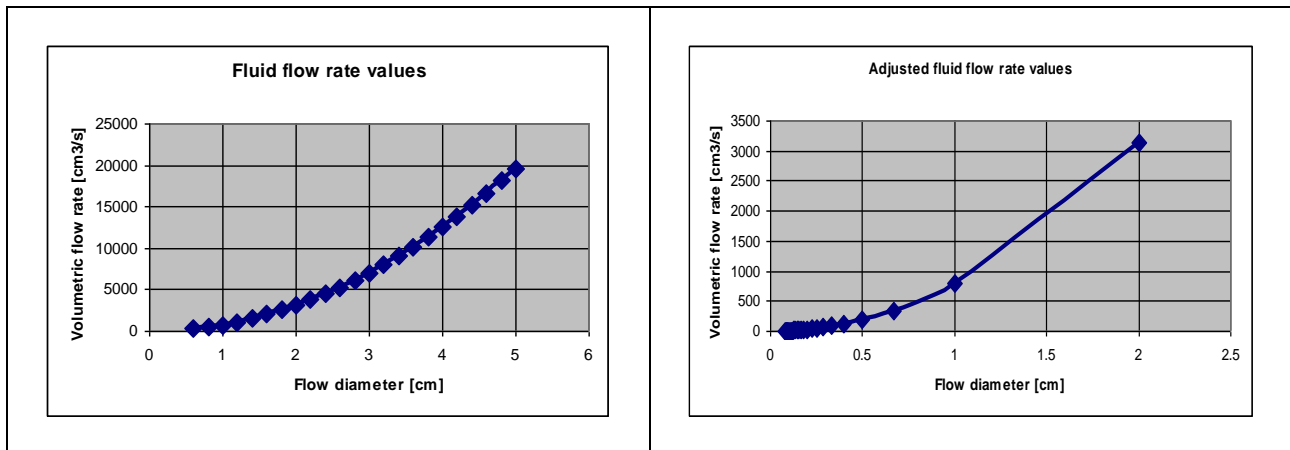 Fluid flow rate values
Volumetric flow rate [cm3/s]
25000
20000
15000
10000
5000
0
0 1 2 3 4 5 6
Flow diameter [cm]
Adjusted fluid flow rate values
Volumetric flow rate [cm3/s]
3500
3000
2500
2000
1500
1000
500
0
0 0.5 1 1.5 2 2.5
Flow diameter [cm]